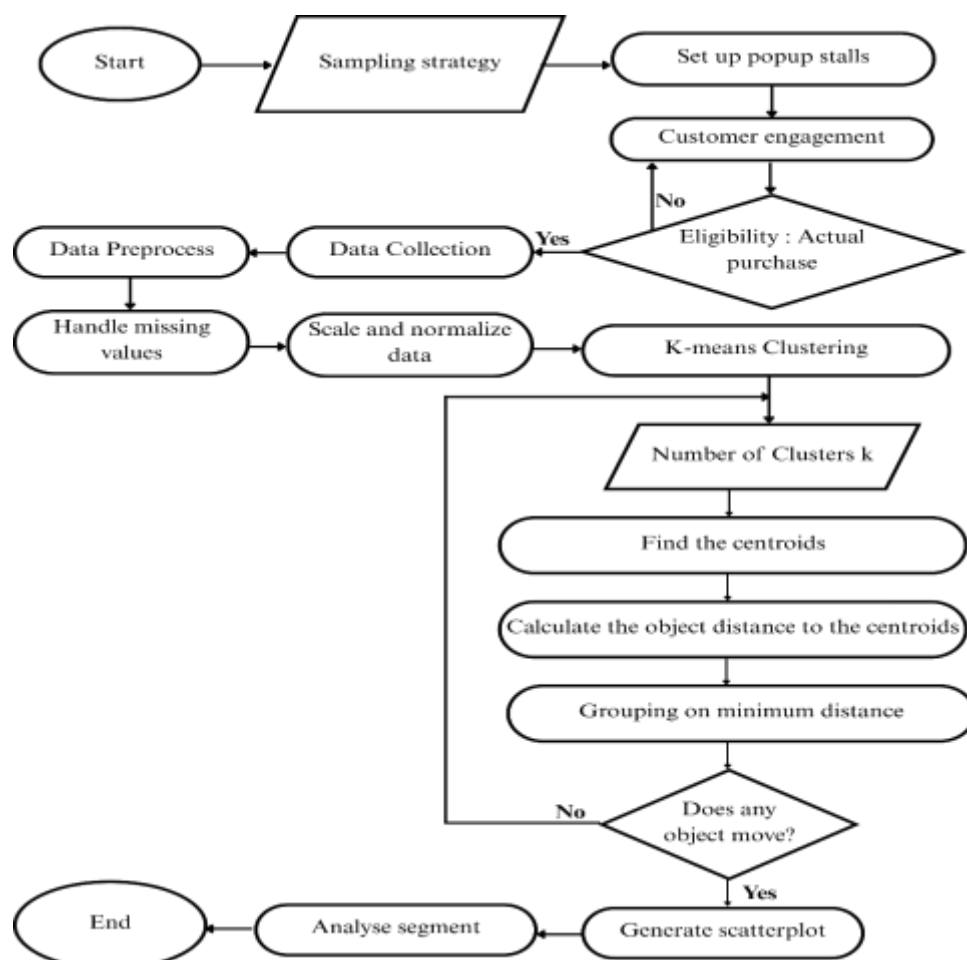 Start
Sampling strategy
Set up popup stalls
Customer engagement
No
Eligibility : Actual
purchase
Yes
Data Collection
Data Preprocess
Handle missing
values
Scale and normalize
data
K-means Clustering
Number of Clusters k
Find the centroids
Calculate the object distance to the centroids
Grouping on minimum distance
Does any
object move?
No
Yes
Generate scatterplot
Analyse segment
End